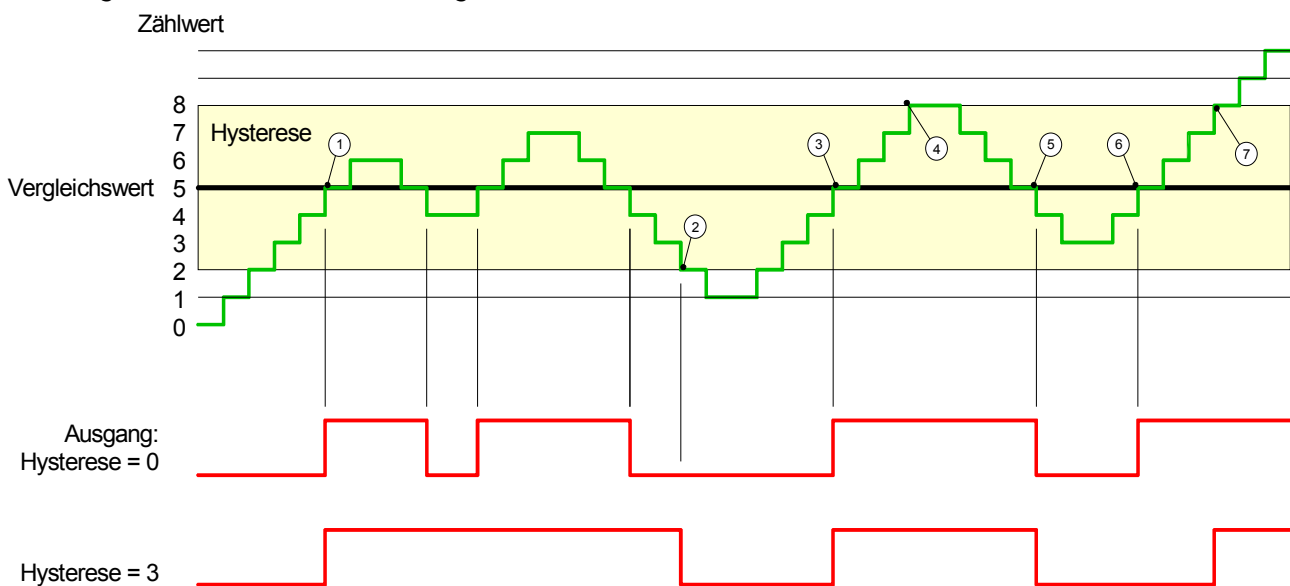 Zählwert
8
7
6
Vergleichswert 5
4
3
2
1
0
Hysterese
1
2
3
4
5
6
7
Ausgang:
Hysterese = 0
Hysterese = 3